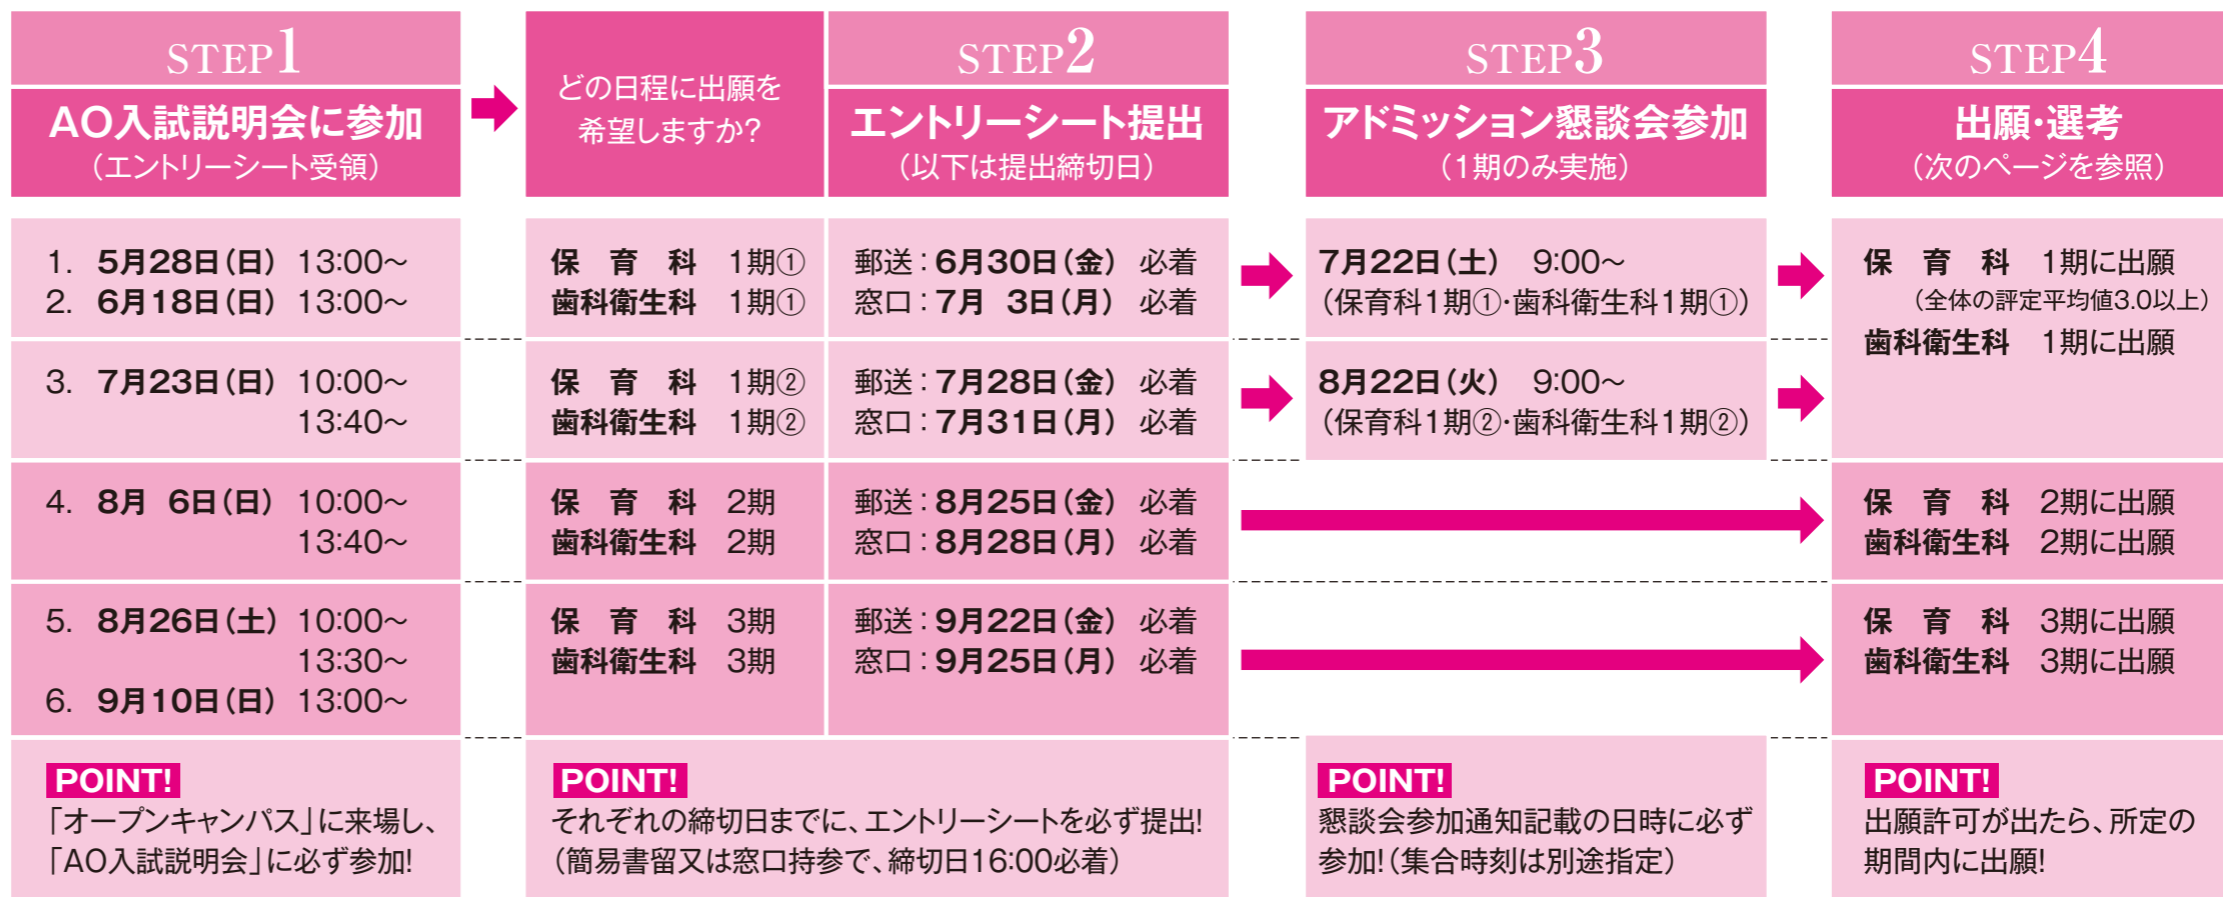 STEP1
AO入試説明会に参加
（エントリーシート受領）
どの日程に出願を
希望しますか?
STEP2
エントリーシート提出
（以下は提出締切日）
STEP3
アドミッション懇談会参加
（1期のみ実施）
STEP4
出願・選考
（次のページを参照）
1. 5月28日（日） 13:00〜
2. 6月18日（日） 13:00〜
保 育 科 1期①
歯科衛生科 1期①
郵送：6月30日（金） 必着
窓口：7月 3日（月） 必着
7月22日（土） 9:00〜
（保育科1期①・歯科衛生科1期①）
保 育 科 1期に出願
（全体の評定平均値3.0以上）
歯科衛生科 1期に出願
3. 7月23日（日） 10:00〜
13:40〜
保 育 科 1期②
歯科衛生科 1期②
郵送：7月28日（金） 必着
窓口：7月31日（月） 必着
8月22日（火） 9:00〜
（保育科1期②・歯科衛生科1期②）
4. 8月 6日（日） 10:00〜
13:40〜
保 育 科 2期
歯科衛生科 2期
郵送：8月25日（金） 必着
窓口：8月28日（月） 必着
保 育 科 2期に出願
歯科衛生科 2期に出願
5. 8月26日（土） 10:00〜
13:30〜
6. 9月10日（日） 13:00〜
保 育 科 3期
歯科衛生科 3期
郵送：9月22日（金） 必着
窓口：9月25日（月） 必着
保 育 科 3期に出願
歯科衛生科 3期に出願
POINT!
「オープンキャンパス」に来場し、
「AO入試説明会」に必ず参加!
POINT!
それぞれの締切日までに、エントリーシートを必ず提出!
（簡易書留又は窓口持参で、締切日16:00必着）
POINT!
懇談会参加通知記載の日時に必ず
参加!（集合時刻は別途指定）
POINT!
出願許可が出たら、所定の
期間内に出願!